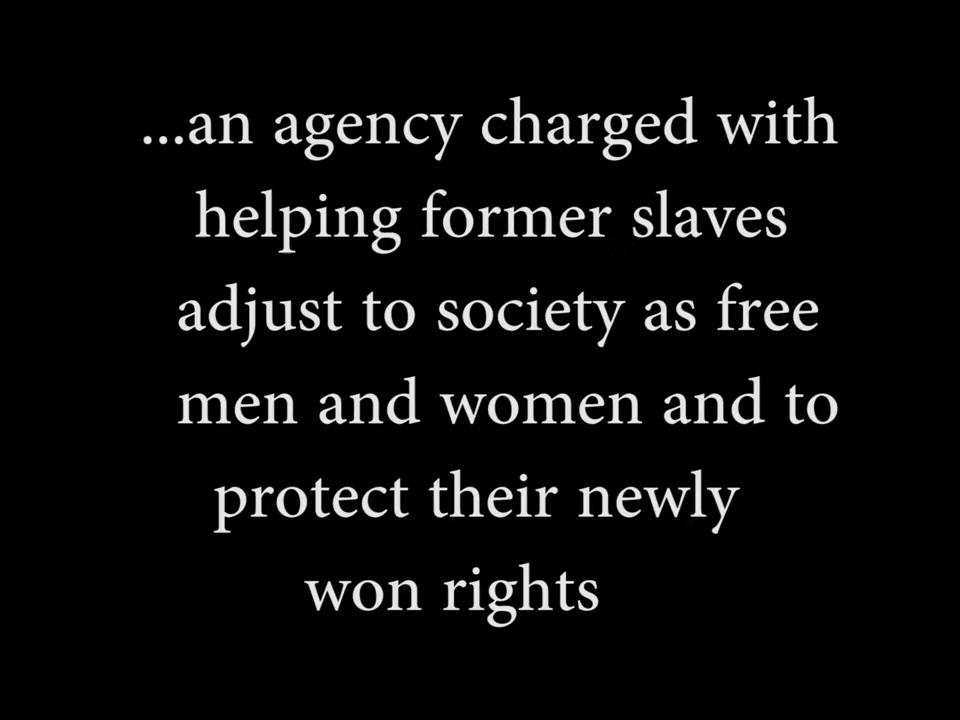 ...an agency charged with
helping former slaves
adjust to society as free
men and women and to
protect their newly
won rights